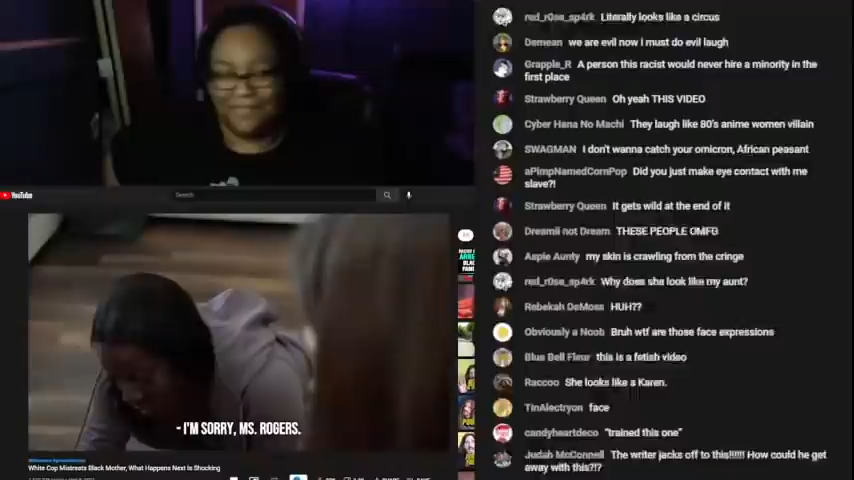 red_r0se_sp4rk Literally looks like a circus
Demean we are evil now i must do evil laugh
Grapple_R A person this racist would never hire a minority in the
first place
Strawberry Queen Oh yeah THIS VIDEO
Cyber Hana No Machi They laugh like 80's anime women villain
SWAGMAN I don't wanna catch your omicron, African peasant
aPimpNamedCornPop Did you just make eye contact with me
slave?!
Strawberry Queen It gets wild at the end of it
Dreamii not Dream THESE PEOPLE OMFG
Aspie Aunty my skin is crawling from the cringe
red_r0se_sp4rk Why does she look like my aunt?
Rebekah DeMoss HUH??
Obviously a Noob Bruh wtf are those face expressions
Blue Bell Fleur this is a fetish video
Raccoo She looks like a Karen.
TinAlectryon face
candyheartdeco "trained this one"
Judah McConnell The writer jacks off to this!!!!!! How could he get
away with this?!?
YouTube
Search
- I'M SORRY, MS. ROGERS.
White Cop Mistreats Black Mother, What Happens Next Is Shocking